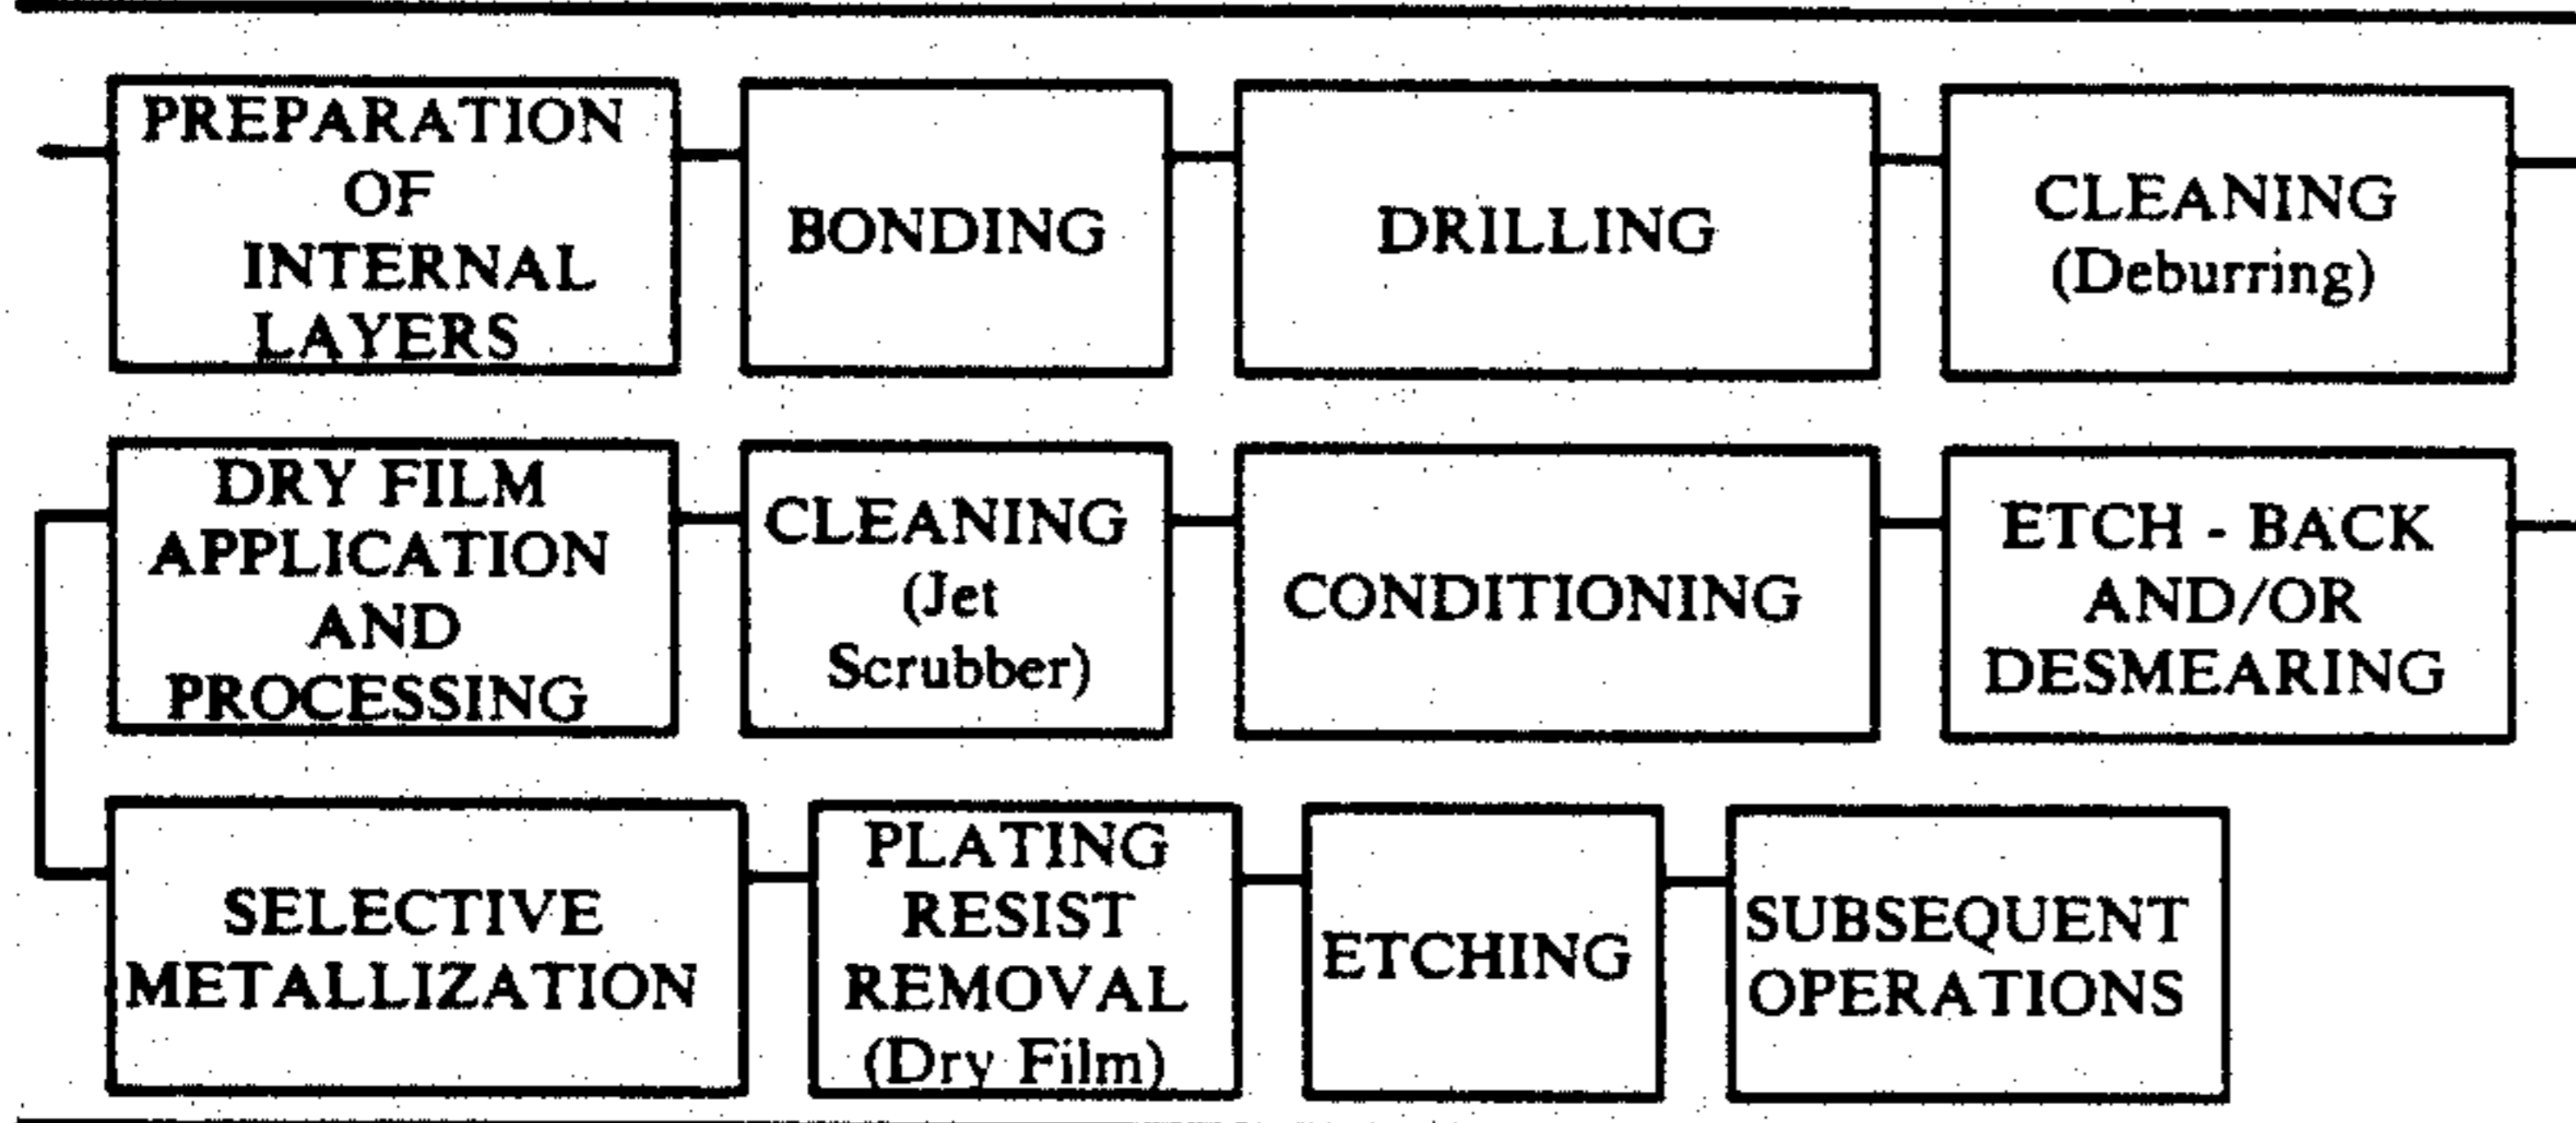 PREPARATION
OF
INTERNAL
LAYERS
BONDING
DRILLING
CLEANING
(Deburring)
DRY FILM
APPLICATION
AND
PROCESSING
CLEANING
(Jet
Scrubber)
CONDITIONING
ETCH - BACK
AND/OR
DESMEARING
SELECTIVE
METALLIZATION
PLATING
RESIST
REMOVAL
(Dry Film)
ETCHING
SUBSEQUENT
OPERATIONS